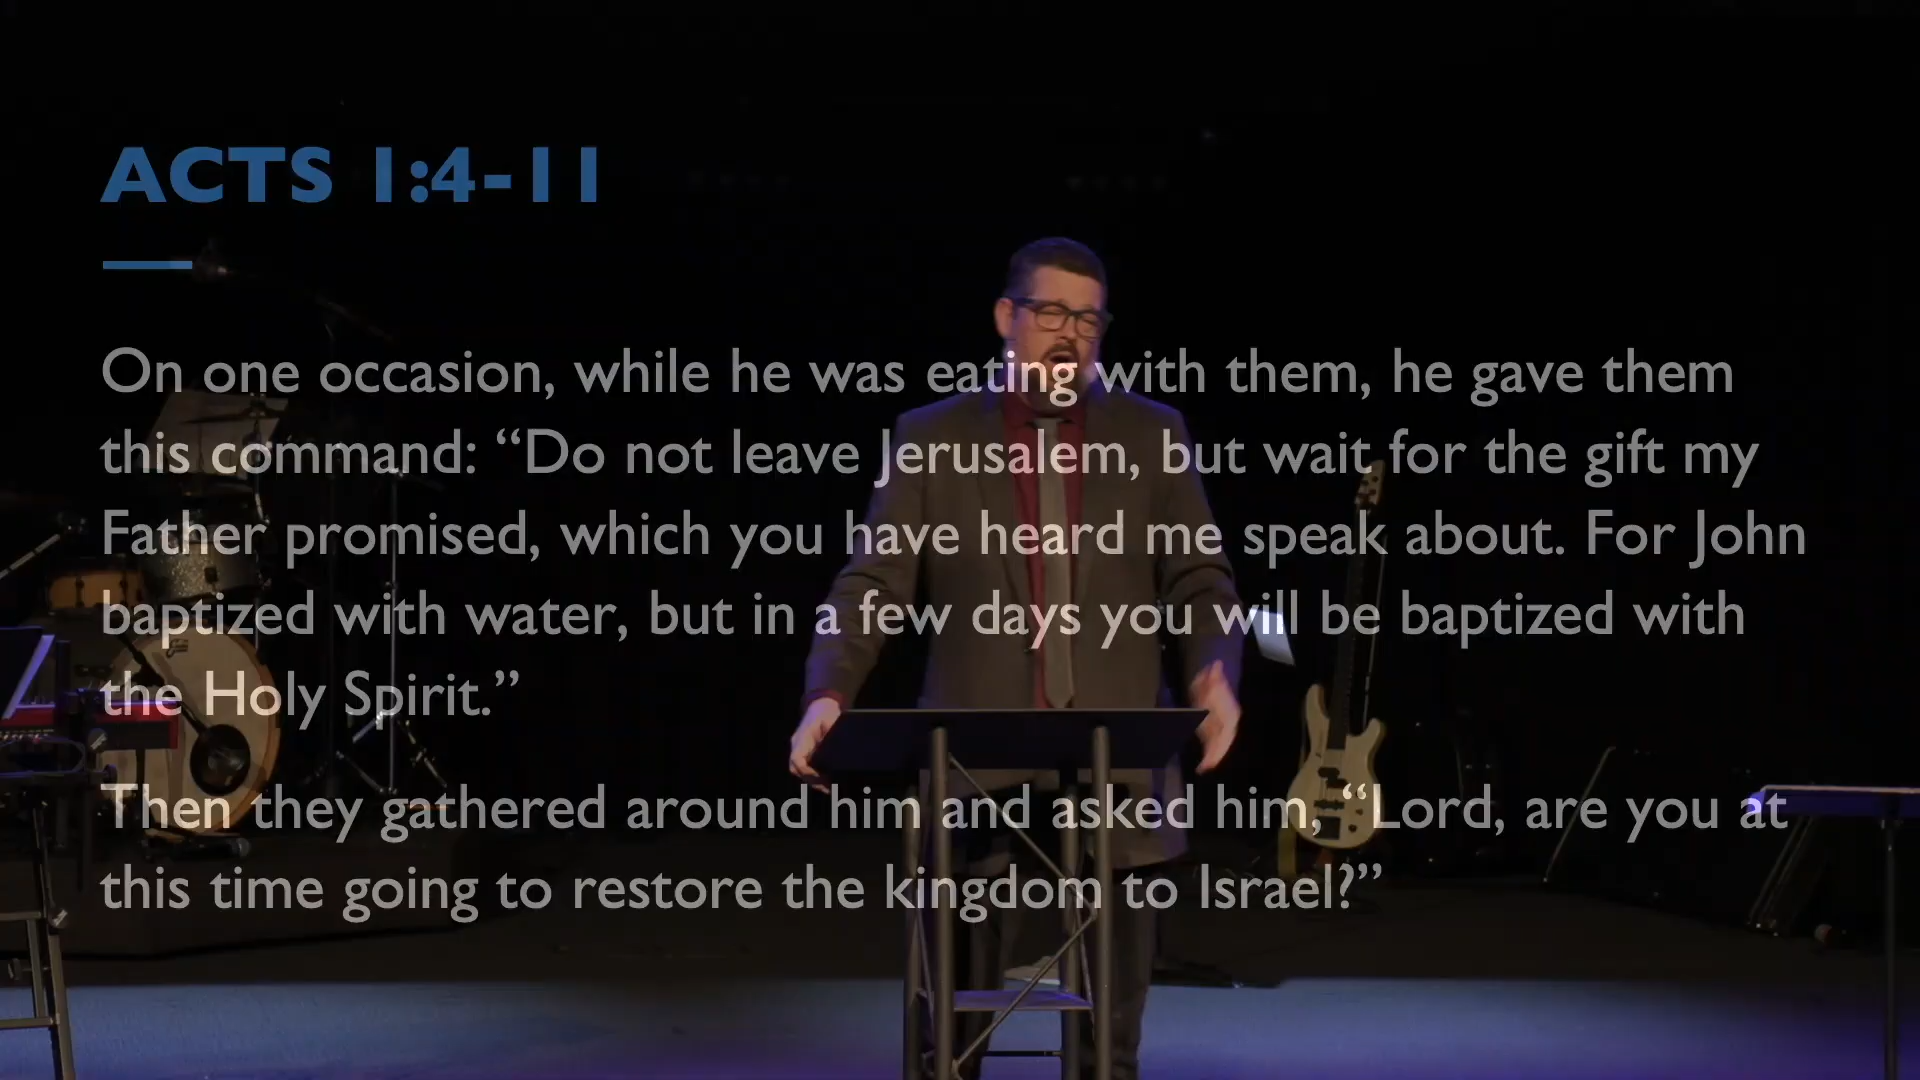 ACTS 1:4-11
On one occasion, while he was eating with them, he gave them
this command: “Do not leave Jerusalem, but wait for the gift my
Father promised, which you have heard me speak about. For John
baptized with water, but in a few days you will be baptized with
the Holy Spirit.”
Then they gathered around him and asked him, “Lord, are you at
this time going to restore the kingdom to Israel?”